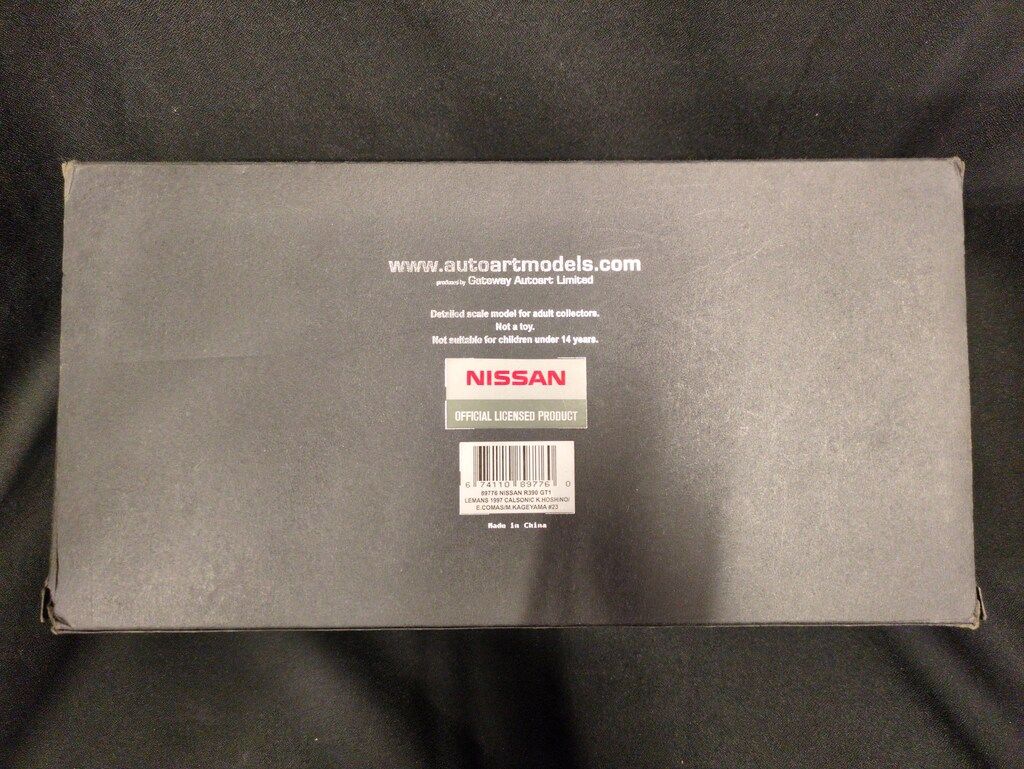 www.autoartmodels.com
produced by Gateway Autoart Limited
Detailed scale model for adult collectors.
Not a toy.
Not suitable for children under 14 years.
NISSAN
OFFICIAL LICENSED PRODUCT
6 74110 89776 0
89776 NISSAN R390 GT1
LEMANS 1997 CALSONIC K.HOSHINO/
E.COMAS/M.KAGEYAMA #23
Made in China